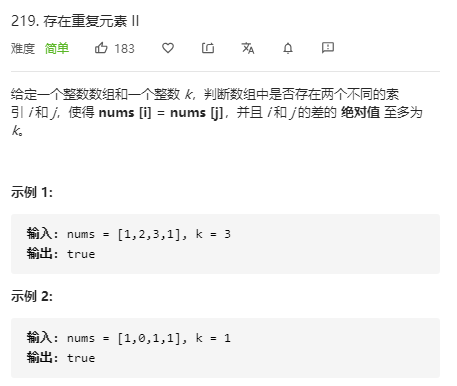 219. 存在重复元素 II
难度 简单 183
给定一个整数数组和一个整数 k，判断数组中是否存在两个不同的索
引 i 和 j，使得 nums [i] = nums [j]，并且 i 和 j 的差的 绝对值 至多为
k。
示例 1:
输入: nums = [1,2,3,1], k = 3
输出: true
示例 2:
输入: nums = [1,0,1,1], k = 1
输出: true